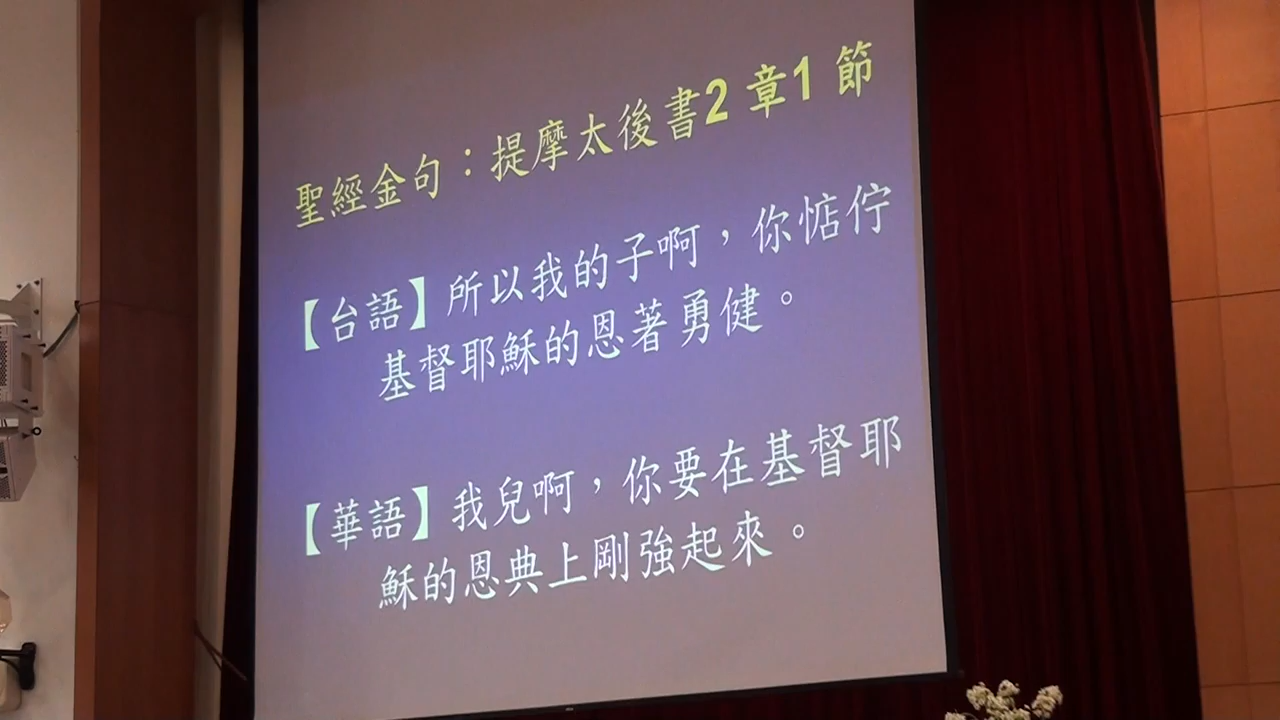 聖經金句：提摩太後書2 章1 節
【台語】所以我的子啊，你惦佇
基督耶穌的恩著勇健。
【華語】我兒啊，你要在基督耶
穌的恩典上剛強起來。